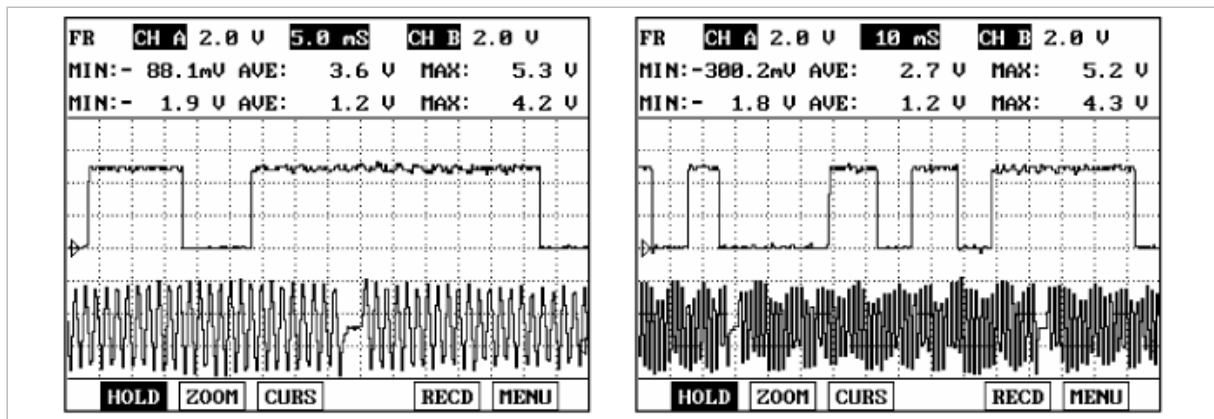 FR CH A 2.0 V 5.0 mS CH B 2.0 V
MIN:- 88.1mV AVE: 3.6 V MAX: 5.3 V
MIN:- 1.9 V AVE: 1.2 V MAX: 4.2 V
HOLD ZOOM CURS RECD MENU
FR CH A 2.0 V 10 mS CH B 2.0 V
MIN:-300.2mV AVE: 2.7 V MAX: 5.2 V
MIN:- 1.8 V AVE: 1.2 V MAX: 4.3 V
HOLD ZOOM CURS RECD MENU